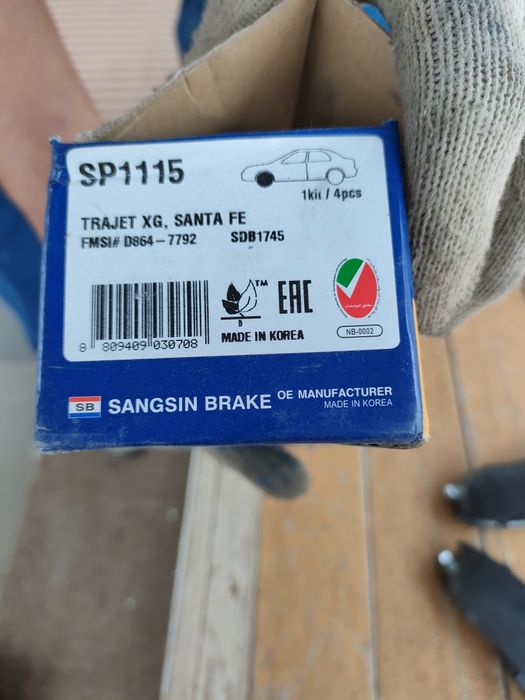 SP1115
1kit / 4pcs
TRAJET XG, SANTA FE
FMSI# D864-7792 SDB1745
8 809409 030708
B
TM
EAC
NB-0002
MADE IN KOREA
SB
SANGSIN BRAKE
OE MANUFACTURER
MADE IN KOREA